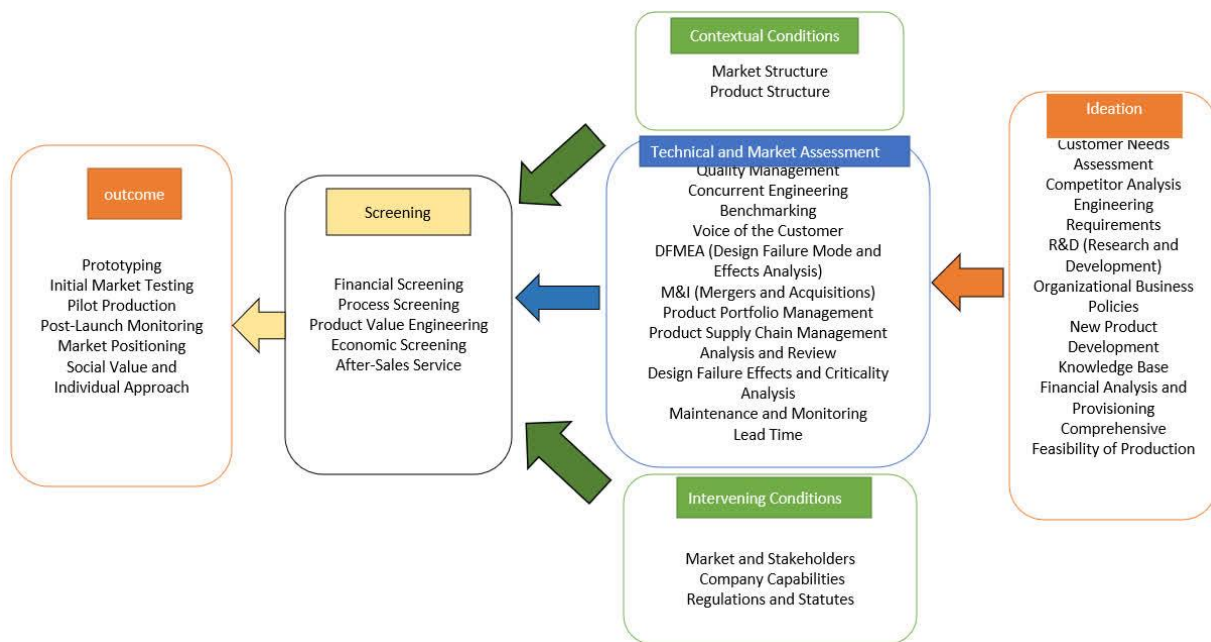 Contextual Conditions
Market Structure
Product Structure
Ideation
Customer Needs
Assessment
Competitor Analysis
Engineering
Requirements
R&D (Research and
Development)
Organizational Business
Policies
New Product
Development
Knowledge Base
Financial Analysis and
Provisioning
Comprehensive
Feasibility of Production
Technical and Market Assessment
Quality Management
Concurrent Engineering
Benchmarking
Voice of the Customer
DFMEA (Design Failure Mode and
Effects Analysis)
M&I (Mergers and Acquisitions)
Product Portfolio Management
Product Supply Chain Management
Analysis and Review
Design Failure Effects and Criticality
Analysis
Maintenance and Monitoring
Lead Time
Intervening Conditions
Market and Stakeholders
Company Capabilities
Regulations and Statutes
Screening
Financial Screening
Process Screening
Product Value Engineering
Economic Screening
After-Sales Service
outcome
Prototyping
Initial Market Testing
Pilot Production
Post-Launch Monitoring
Market Positioning
Social Value and
Individual Approach